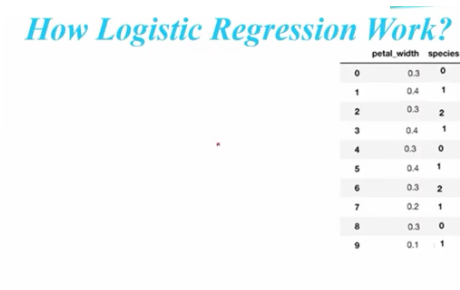 How Logistic Regression Work?
petal_width species
0 0.3 0
1 0.4 1
2 0.3 2
3 0.4 1
4 0.3 0
5 0.4 1
6 0.3 2
7 0.2 1
8 0.3 0
9 0.1 1